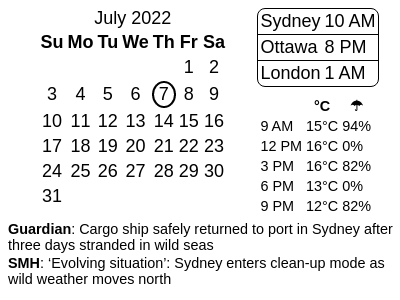 July 2022
Su Mo Tu We Th Fr Sa
1 2
3 4 5 6 7 8 9
10 11 12 13 14 15 16
17 18 19 20 21 22 23
24 25 26 27 28 29 30
31
Sydney 10 AM
Ottawa 8 PM
London 1 AM
°C ☂
9 AM 15°C 94%
12 PM 16°C 0%
3 PM 16°C 82%
6 PM 13°C 0%
9 PM 12°C 82%
Guardian: Cargo ship safely returned to port in Sydney after
three days stranded in wild seas
SMH: ‘Evolving situation’: Sydney enters clean-up mode as
wild weather moves north